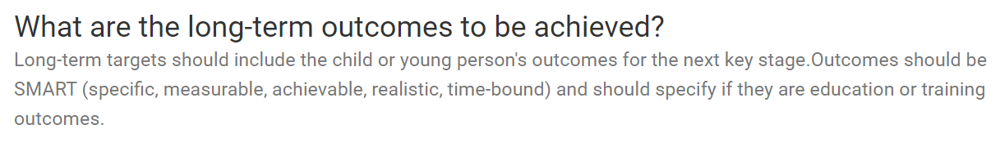 What are the long-term outcomes to be achieved?
Long-term targets should include the child or young person's outcomes for the next key stage.Outcomes should be
SMART (specific, measurable, achievable, realistic, time-bound) and should specify if they are education or training
outcomes.